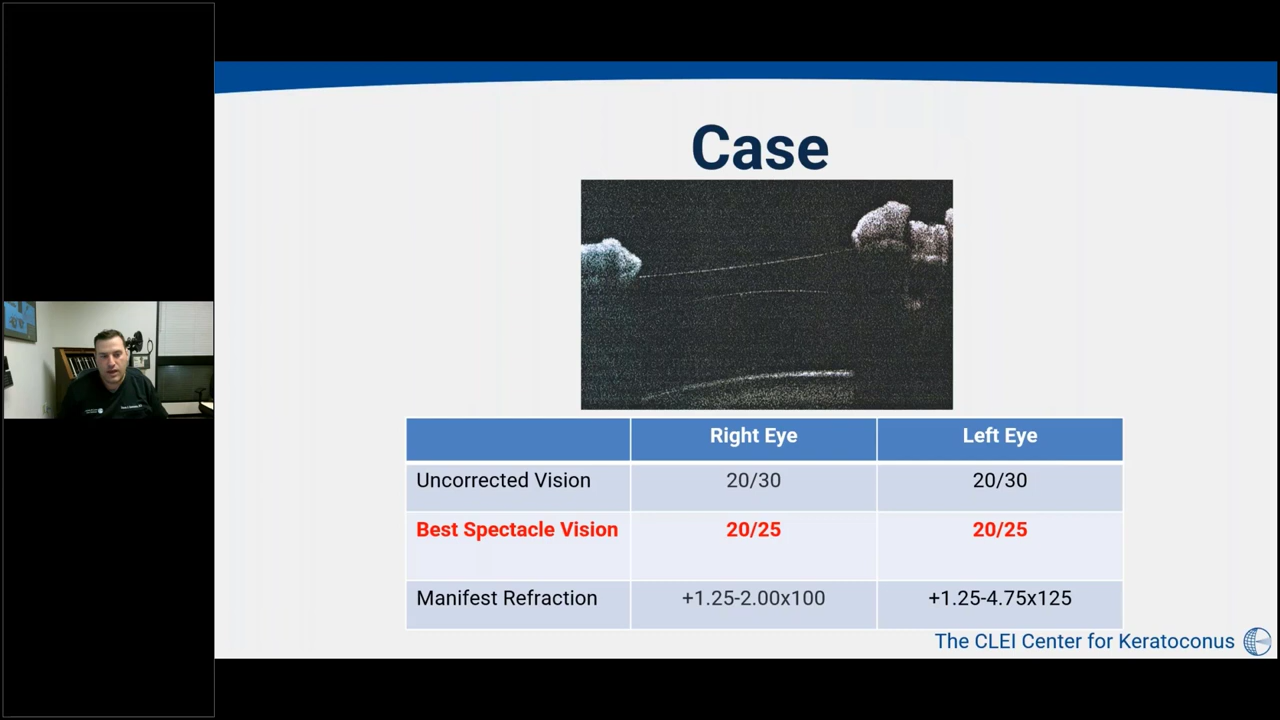 Case
Right Eye Left Eye
Uncorrected Vision 20/30 20/30
Best Spectacle Vision 20/25 20/25
Manifest Refraction +1.25-2.00x100 +1.25-4.75x125
The CLEI Center for Keratoconus